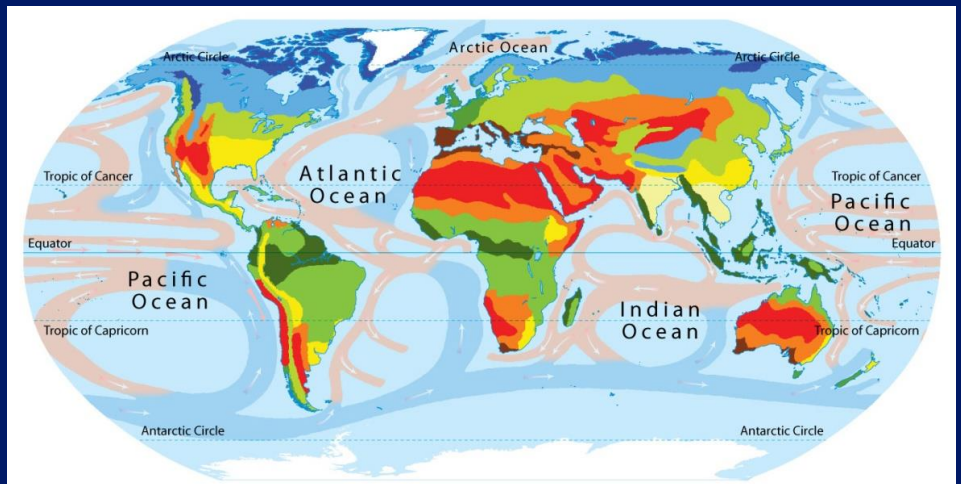 Arctic Ocean
Arctic Circle
Arctic Circle
Atlantic
Ocean
Tropic of Cancer
Tropic of Cancer
Pacific
Ocean
Equator
Equator
Pacific
Ocean
Indian
Ocean
Tropic of Capricorn
Tropic of Capricorn
Antarctic Circle
Antarctic Circle